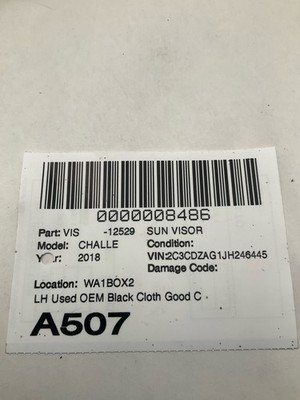 0000008486
Part: VIS -12529 SUN VISOR
Model: CHALLE Condition:
Year: 2018 VIN:2C3CDZAG1JH246445
Damage Code:
Location: WA1BOX2
LH Used OEM Black Cloth Good C
A507